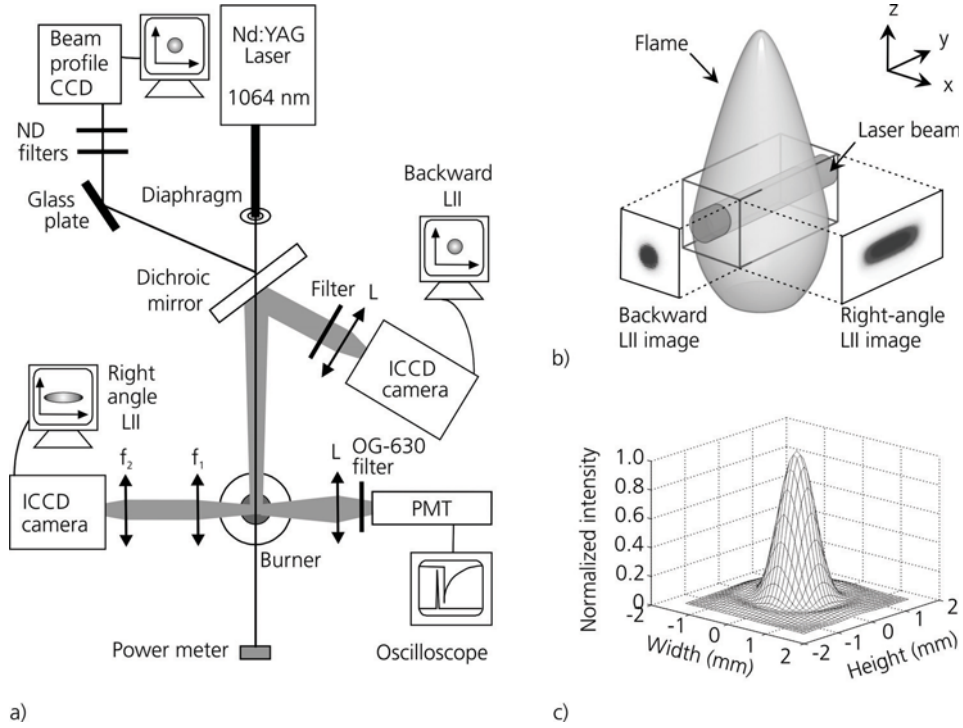 Beam
profile
CCD
Nd:YAG
Laser
1064 nm
ND
filters
Glass
plate
Diaphragm
Dichroic
mirror
Backward
LII
Filter
L
ICCD
camera
Right
angle
LII
f2
f1
L
OG-630
filter
ICCD
camera
PMT
Burner
Power meter
Oscilloscope
a)
z
y
x
Flame
Laser beam
Backward
LII image
Right-angle
LII image
b)
Normalized intensity
1.0
0.8
0.6
0.4
0.2
0
-2
-1
0
1
2
Width (mm)
-2
-1
0
1
2
Height (mm)
c)